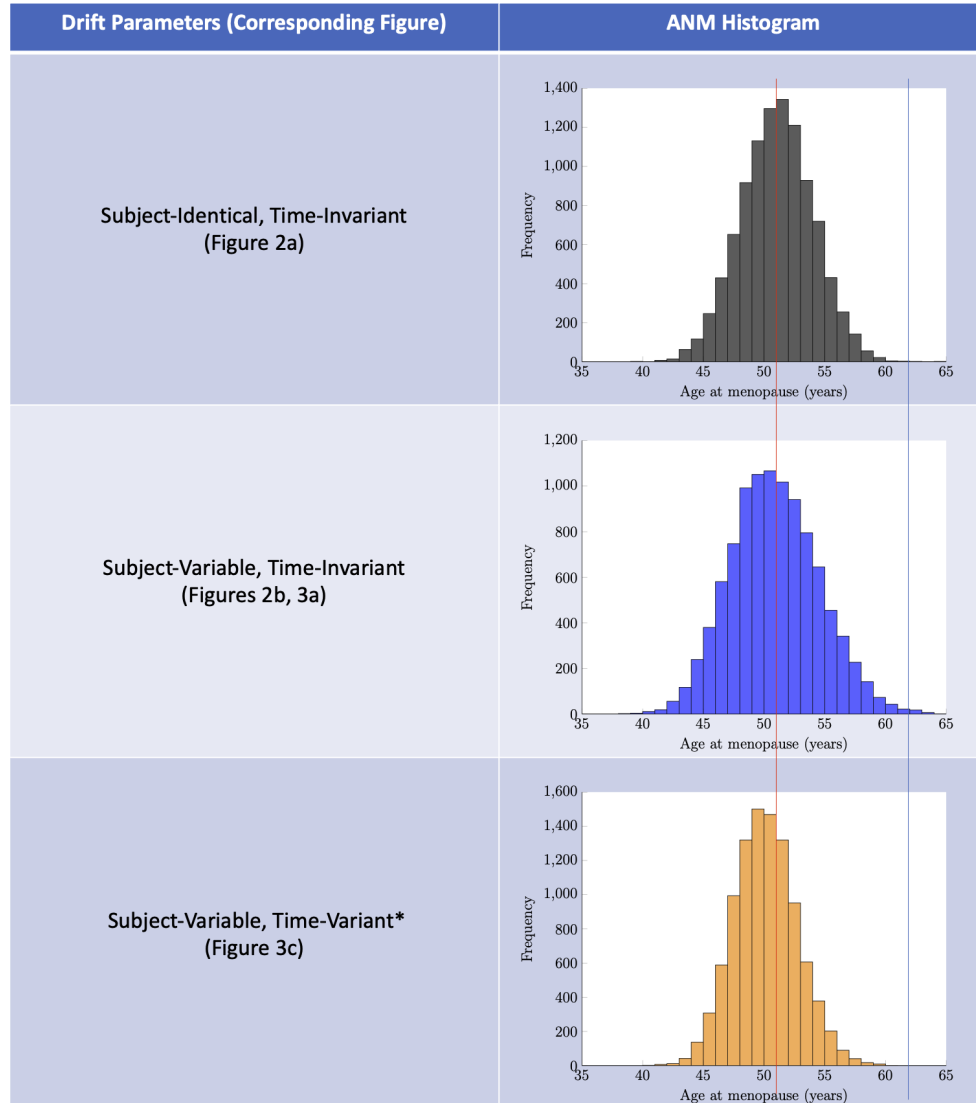 Drift Parameters (Corresponding Figure)
ANM Histogram
Subject-Identical, Time-Invariant
(Figure 2a)
1,400
1,200
1,000
800
600
400
200
0
Frequency
35 40 45 50 55 60 65
Age at menopause (years)
Subject-Variable, Time-Invariant
(Figures 2b, 3a)
1,200
1,000
800
600
400
200
0
Frequency
35 40 45 50 55 60 65
Age at menopause (years)
Subject-Variable, Time-Variant*
(Figure 3c)
1,600
1,400
1,200
1,000
800
600
400
200
0
Frequency
35 40 45 50 55 60 65
Age at menopause (years)